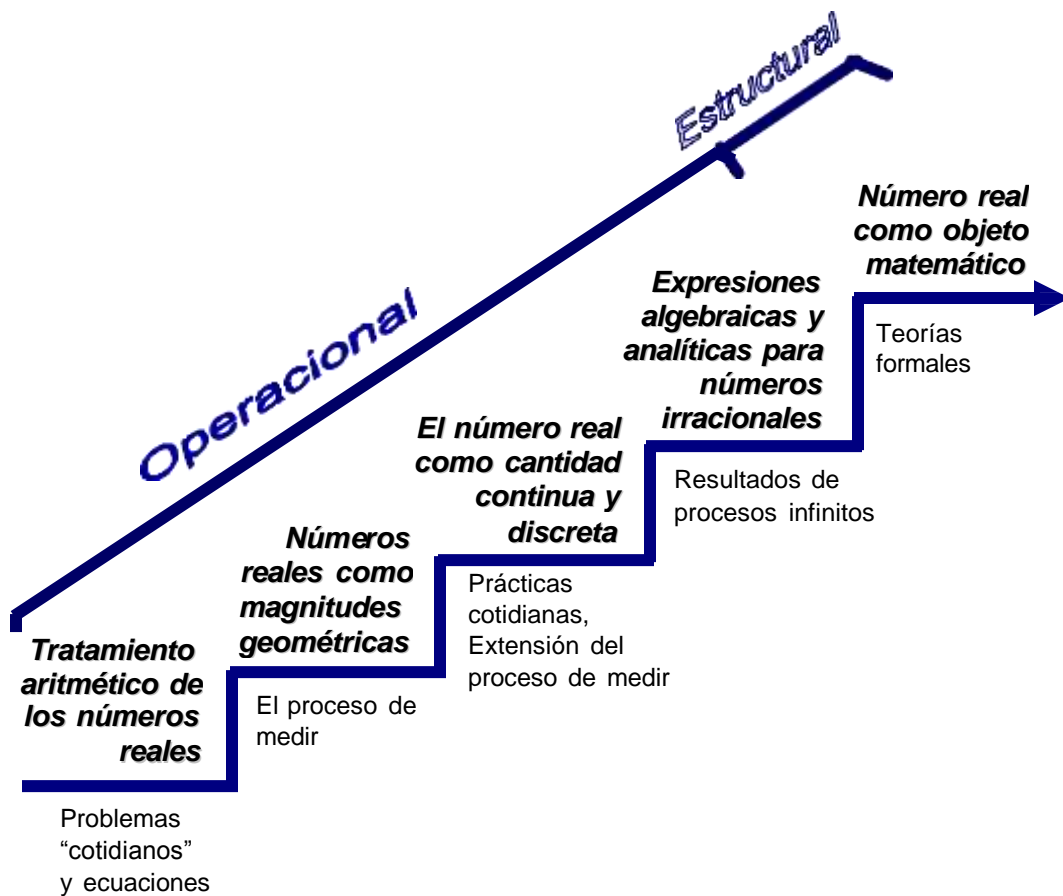 Estructural
Operacional
Tratamiento
aritmético de
los números
reales
Problemas
“cotidianos”
y ecuaciones
Números
reales como
magnitudes
geométricas
El proceso de
medir
El número real
como cantidad
continua y
discreta
Prácticas
cotidianas,
Extensión del
proceso de medir
Expresiones
algebraicas y
analíticas para
números
irracionales
Resultados de
procesos infinitos
Número real
como objeto
matemático
Teorías
formales